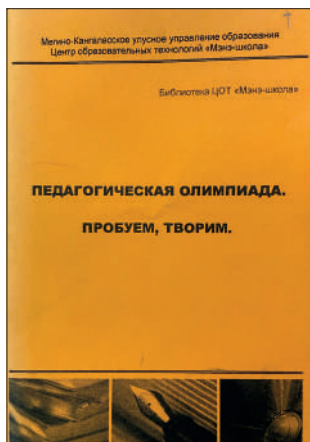 Мегино-Кангаласское улусное управление образования
Центр образовательных технологий «Мэнэ-школа»
Библиотека ЦОТ «Мэнэ-школа»
ПЕДАГОГИЧЕСКАЯ ОЛИМПИАДА.
ПРОБУЕМ, ТВОРИМ.